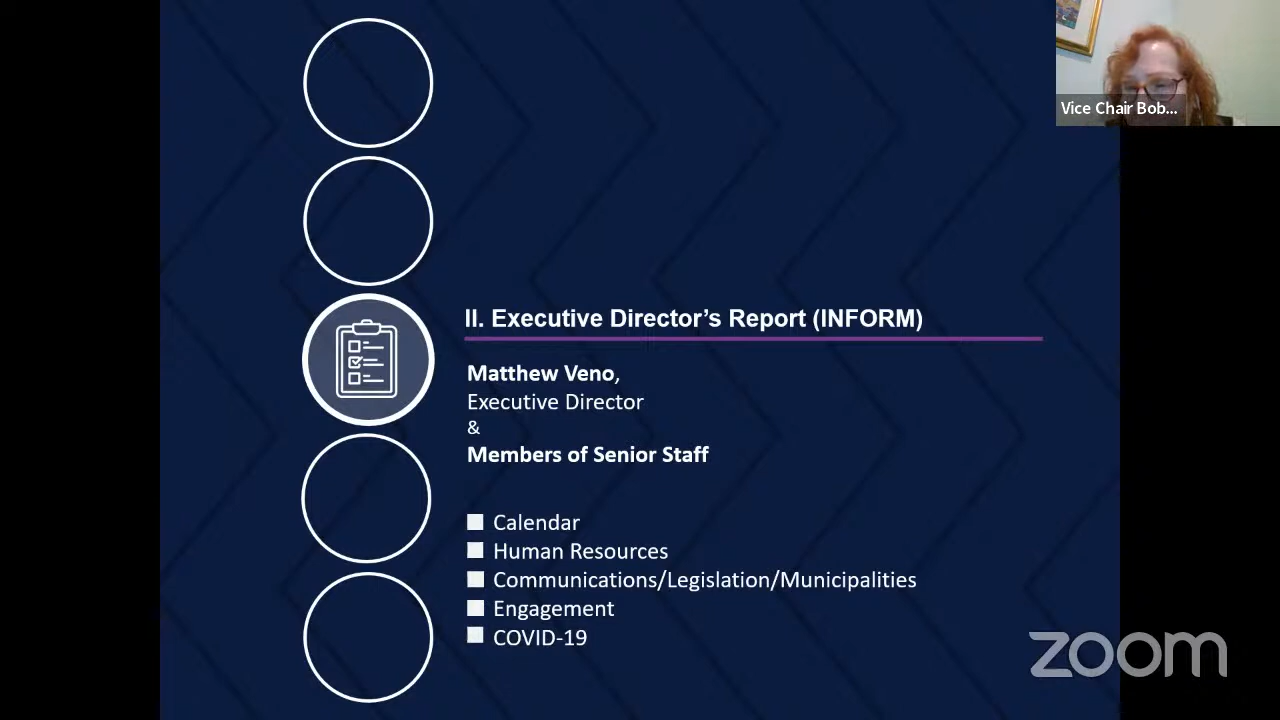 Vice Chair Bob...
II. Executive Director's Report (INFORM)
Matthew Veno,
Executive Director
&
Members of Senior Staff
Calendar
Human Resources
Communications/Legislation/Municipalities
Engagement
COVID-19
zoom